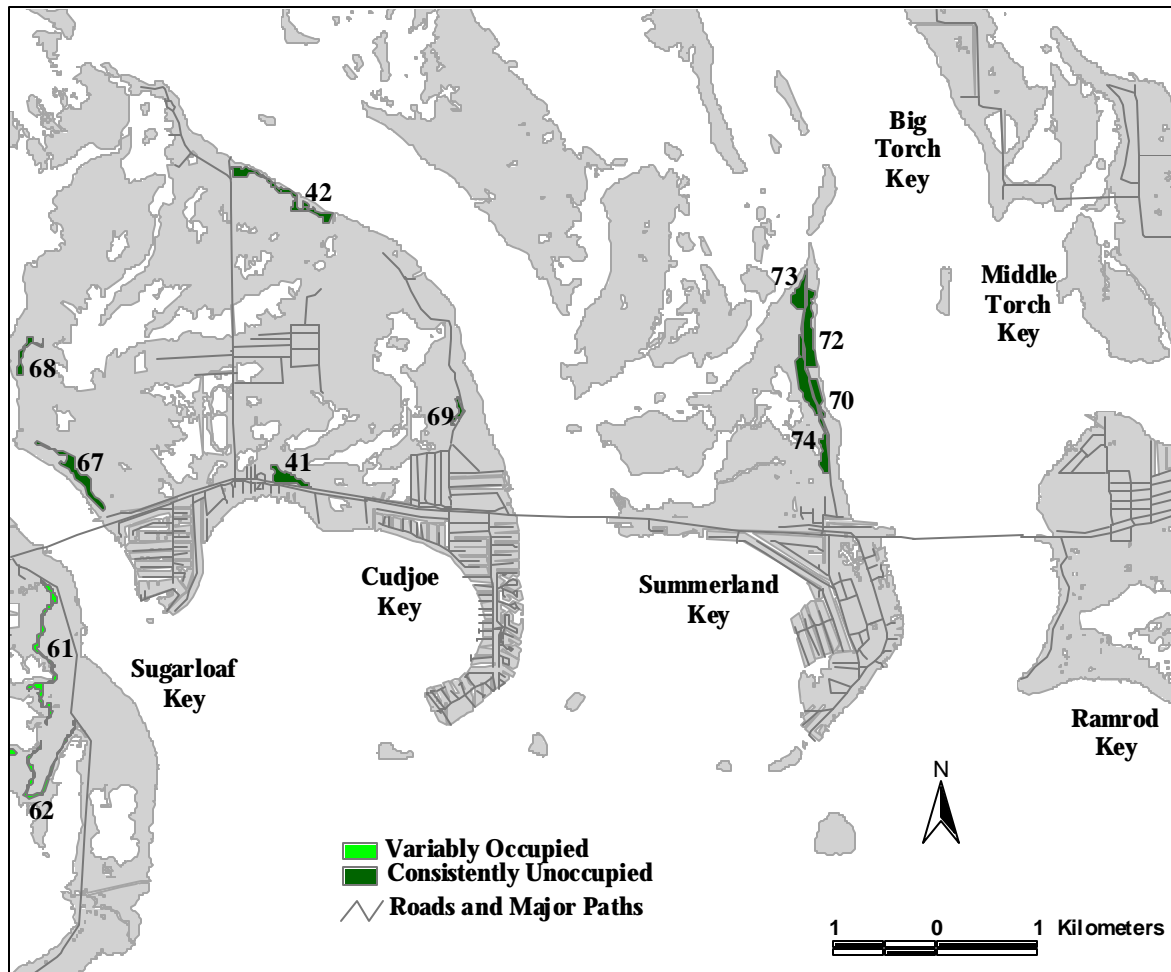 Big
Torch
Key
42
73
Middle
Torch
Key
72
68
70
69
74
67
41
Cudjoe
Key
Summerland
Key
61
Sugarloaf
Key
Ramrod
Key
N
62
Variably Occupied
Consistently Unoccupied
Roads and Major Paths
1 0 1 Kilometers